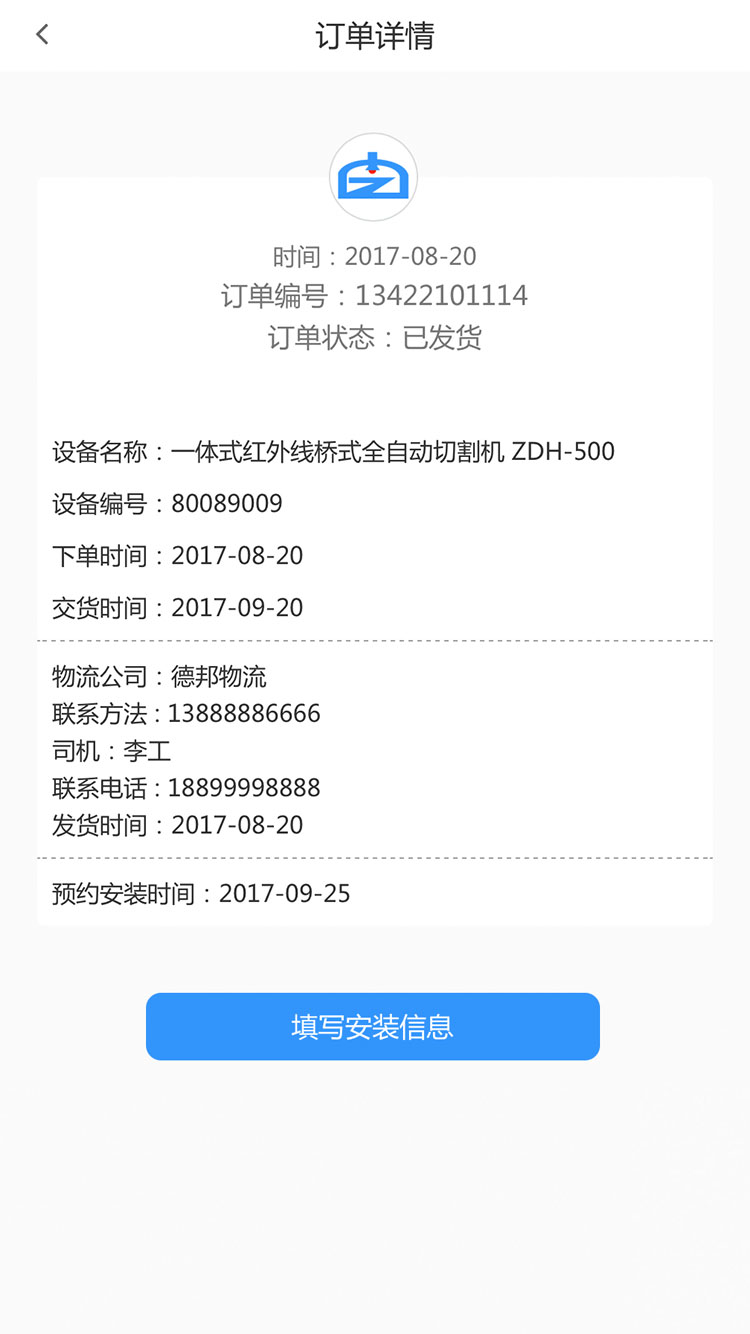 订单详情
时间：2017-08-20
订单编号：13422101114
订单状态：已发货
设备名称：一体式红外线桥式全自动切割机 ZDH-500
设备编号：80089009
下单时间：2017-08-20
交货时间：2017-09-20
物流公司：德邦物流
联系方法：13888886666
司机：李工
联系电话：18899998888
发货时间：2017-08-20
预约安装时间：2017-09-25
填写安装信息